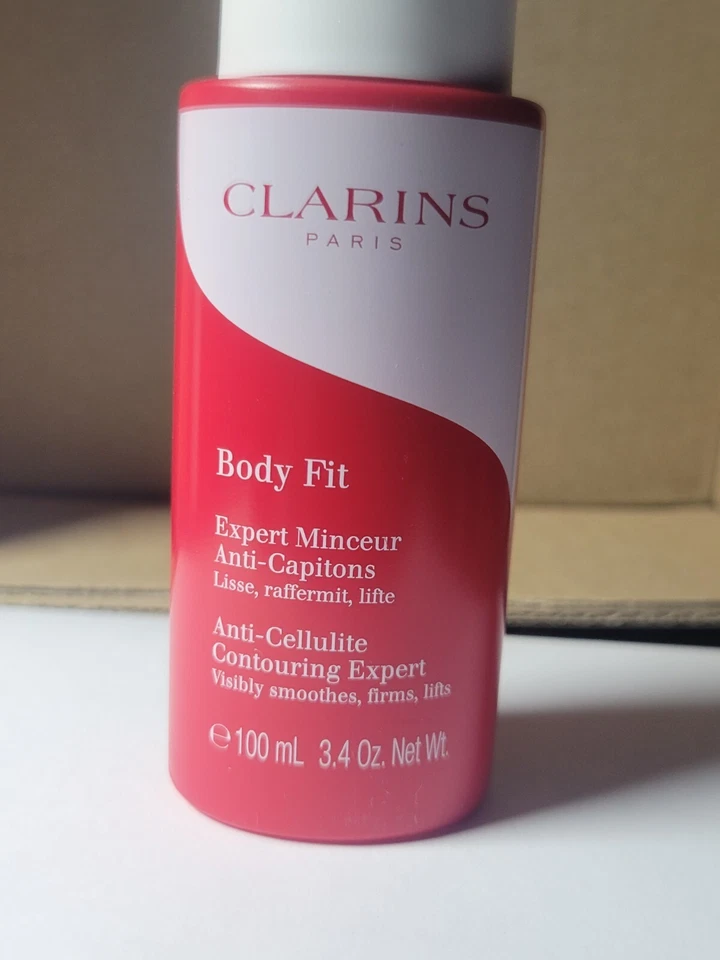 CLARINS
PARIS
Body Fit
Expert Minceur
Anti-Capitons
Lisse, raffermit, lifte
Anti-Cellulite
Contouring Expert
Visibly smoothes, firms, lifts
℮100 mL 3.4 Oz. Net Wt.